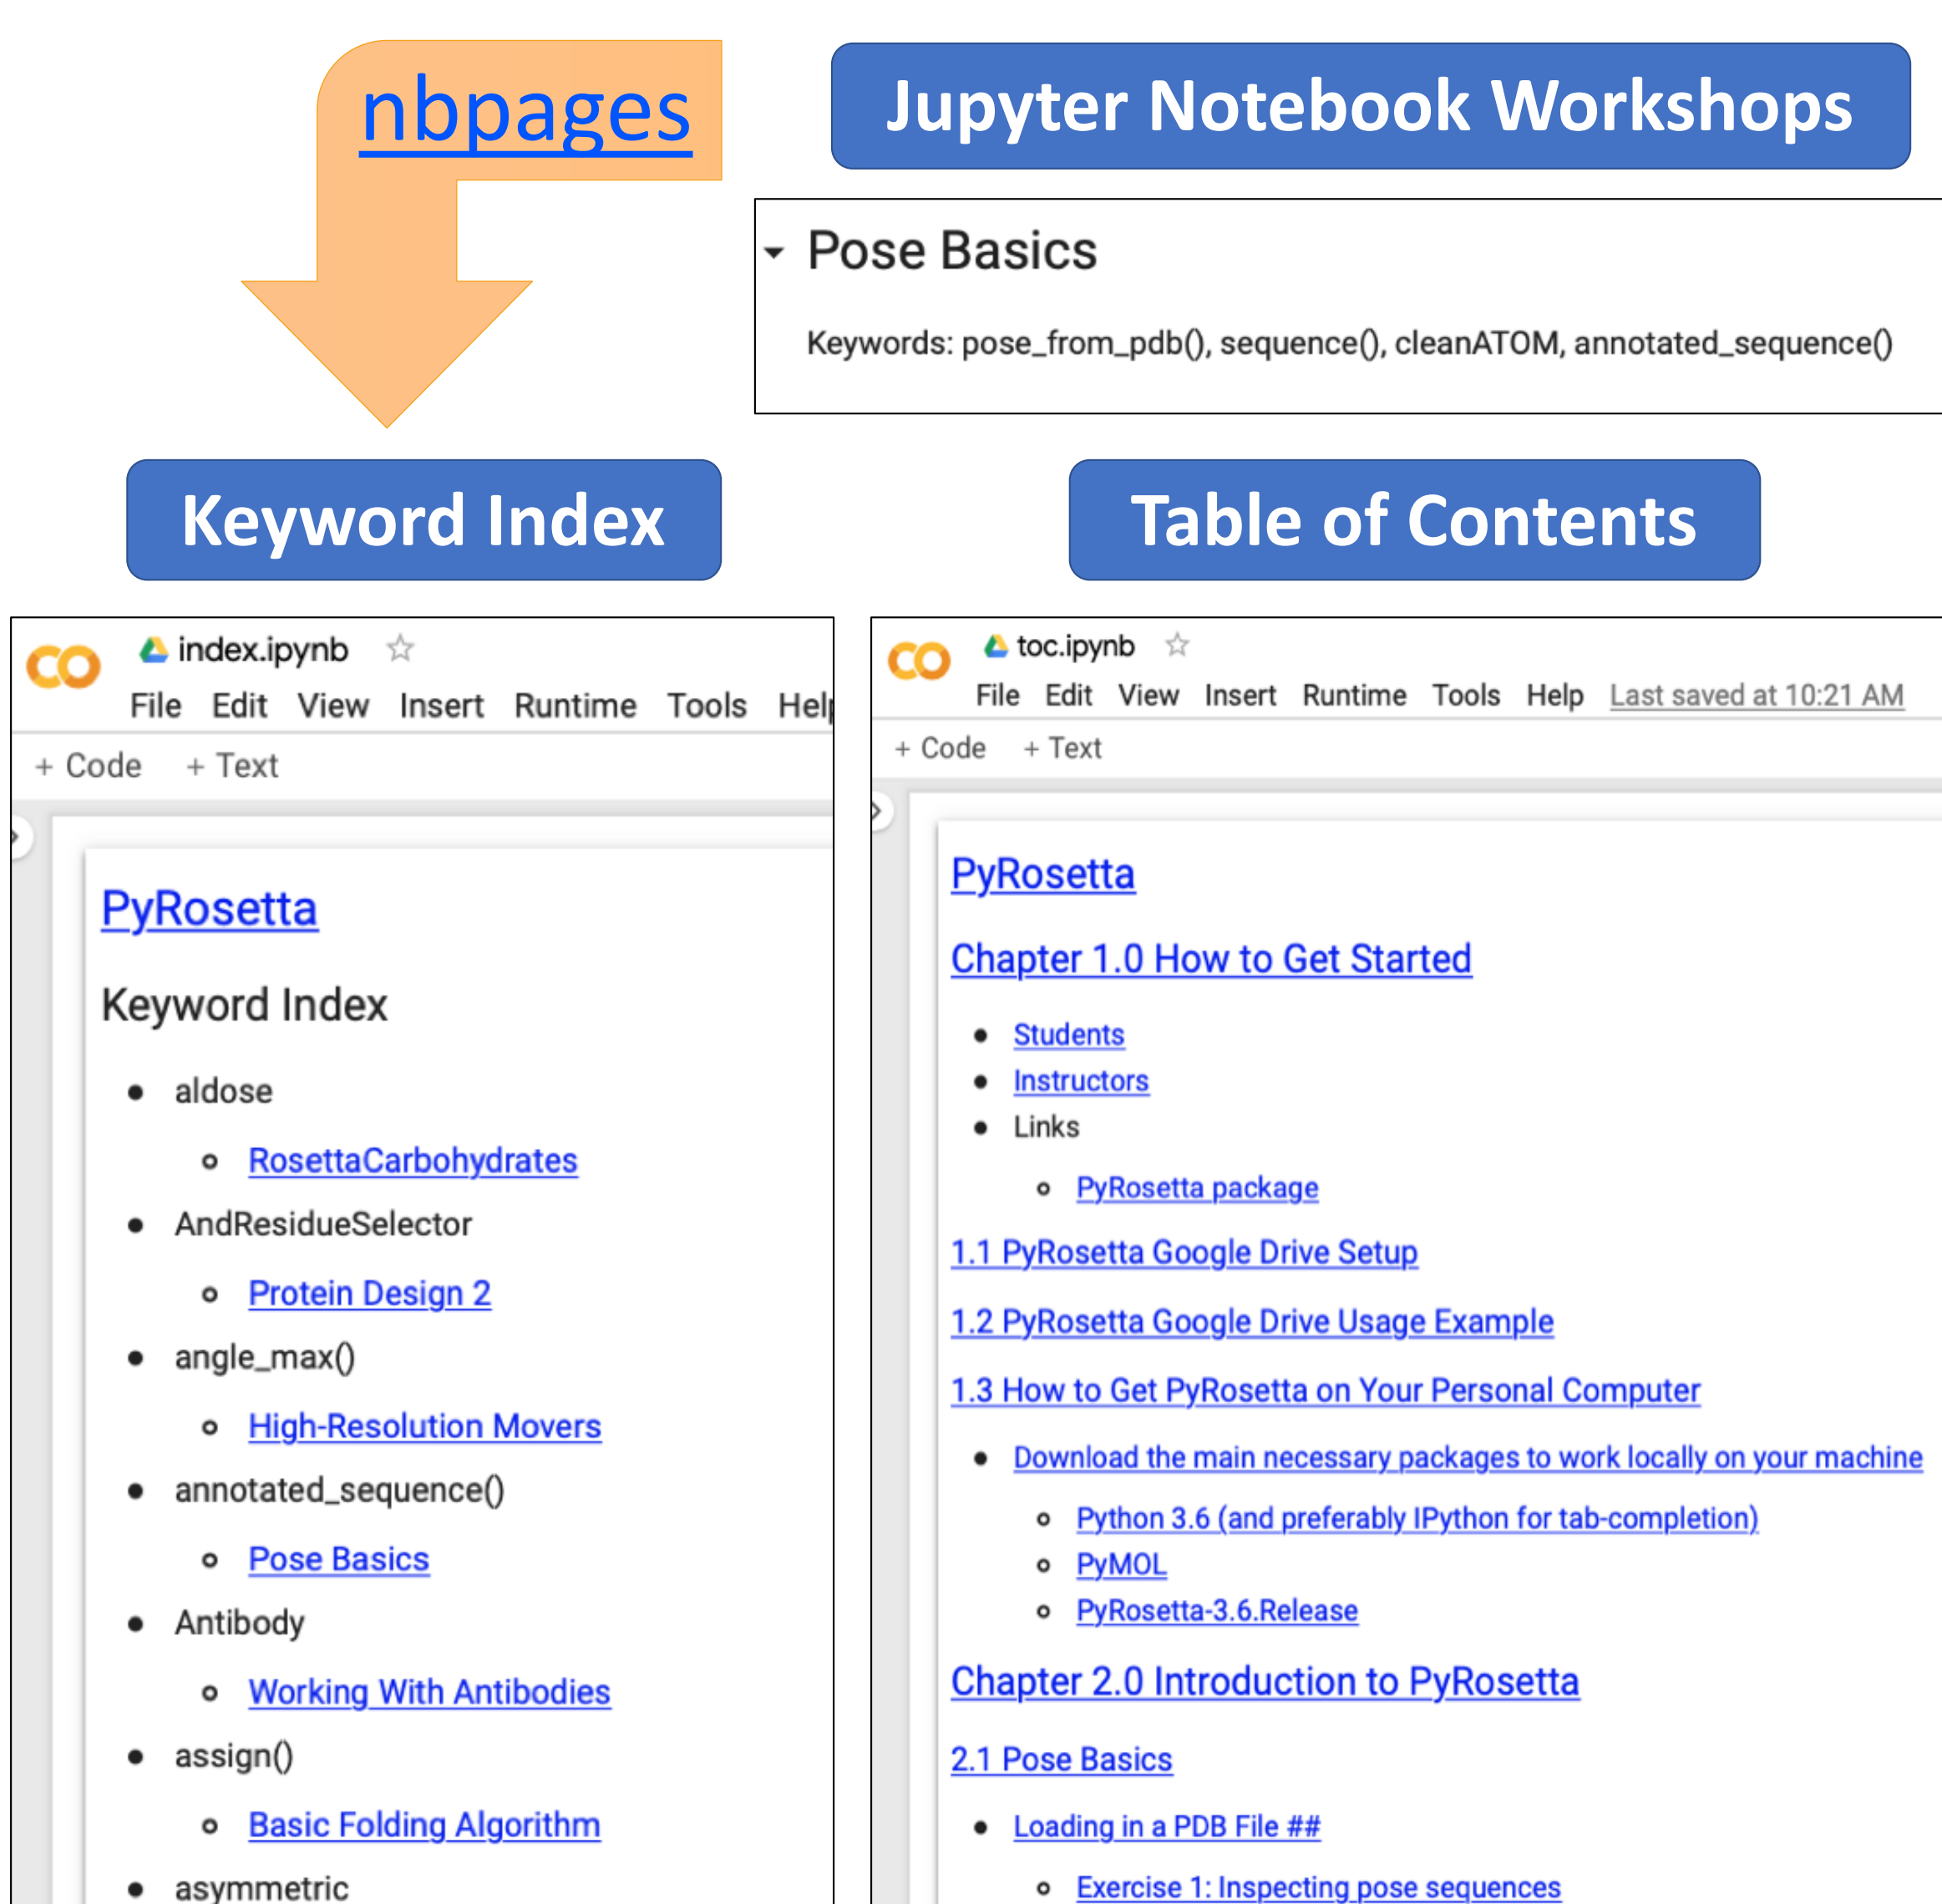 nbpages
Jupyter Notebook Workshops
Pose Basics
Keywords: pose_from_pdb(), sequence(), cleanATOM, annotated_sequence()
Keyword Index
Table of Contents
CO index.ipynb
File Edit View Insert Runtime Tools Help
+ Code + Text
PyRosetta
Keyword Index
• aldose
RosettaCarbohydrates
• AndResidueSelector
Protein Design 2
• angle_max()
High-Resolution Movers
• annotated_sequence()
Pose Basics
• Antibody
Working With Antibodies
• assign()
Basic Folding Algorithm
• asymmetric
CO toc.ipynb
File Edit View Insert Runtime Tools Help Last saved at 10:21 AM
+ Code + Text
PyRosetta
Chapter 1.0 How to Get Started
• Students
• Instructors
• Links
PyRosetta package
1.1 PyRosetta Google Drive Setup
1.2 PyRosetta Google Drive Usage Example
1.3 How to Get PyRosetta on Your Personal Computer
• Download the main necessary packages to work locally on your machine
Python 3.6 (and preferably IPython for tab-completion)
PyMOL
PyRosetta-3.6.Release
Chapter 2.0 Introduction to PyRosetta
2.1 Pose Basics
• Loading in a PDB File ##
Exercise 1: Inspecting pose sequences